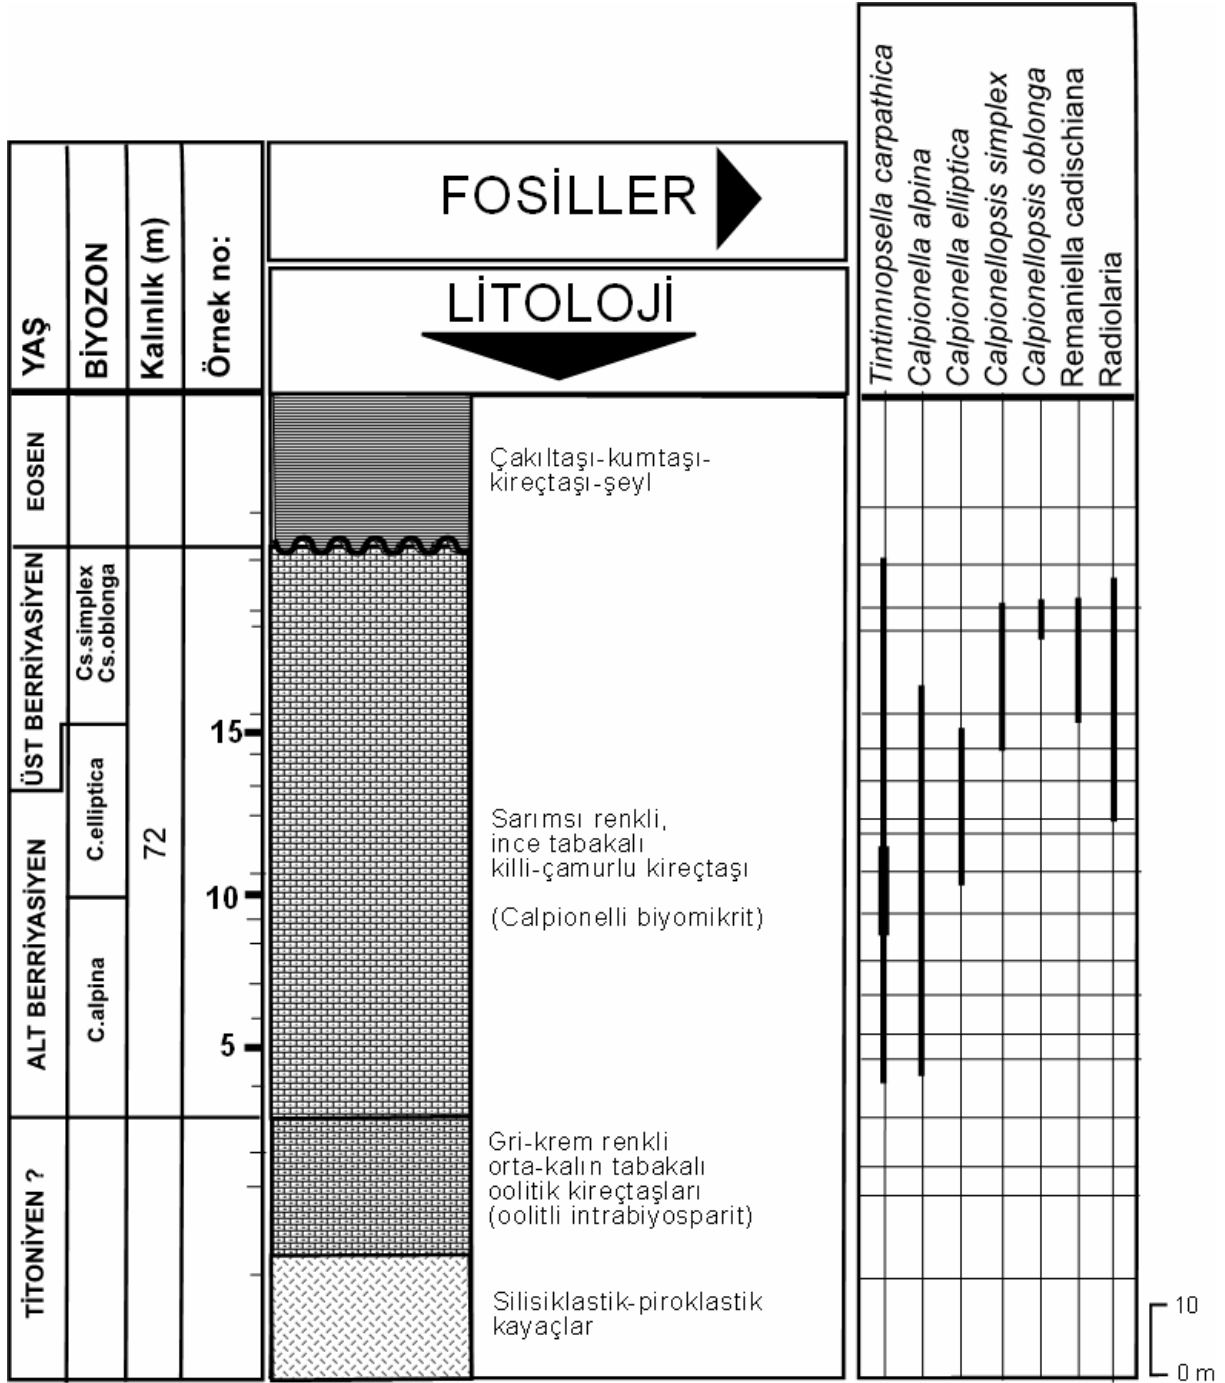 YAŞ
BİYOZON
Kalınlık (m)
Örnek no:
FOSİLLER
LİTOLOJİ
Tintinniopsella carpathica
Calpionella alpina
Calpionella elliptica
Calpionellopsis simplex
Calpionellopsis oblonga
Remaniella cadischiana
Radiolaria
EOSEN
Çakıltaşı-kumtaşı-
kireçtaşı-şeyl
ÜST BERRİYASİYEN
Cs.simplex
Cs.oblonga
15
C.elliptica
72
Sarımsı renkli,
ince tabakalı
killi-çamurlu kireçtaşı
(Calpionelli biyomikrit)
10
ALT BERRİYASİYEN
C.alpina
5
TİTONİYEN ?
Gri-krem renkli
orta-kalın tabakalı
oolitik kireçtaşları
(oolitli intrabiyosparit)
Silisiklastik-piroklastik
kayaçlar
10
0 m